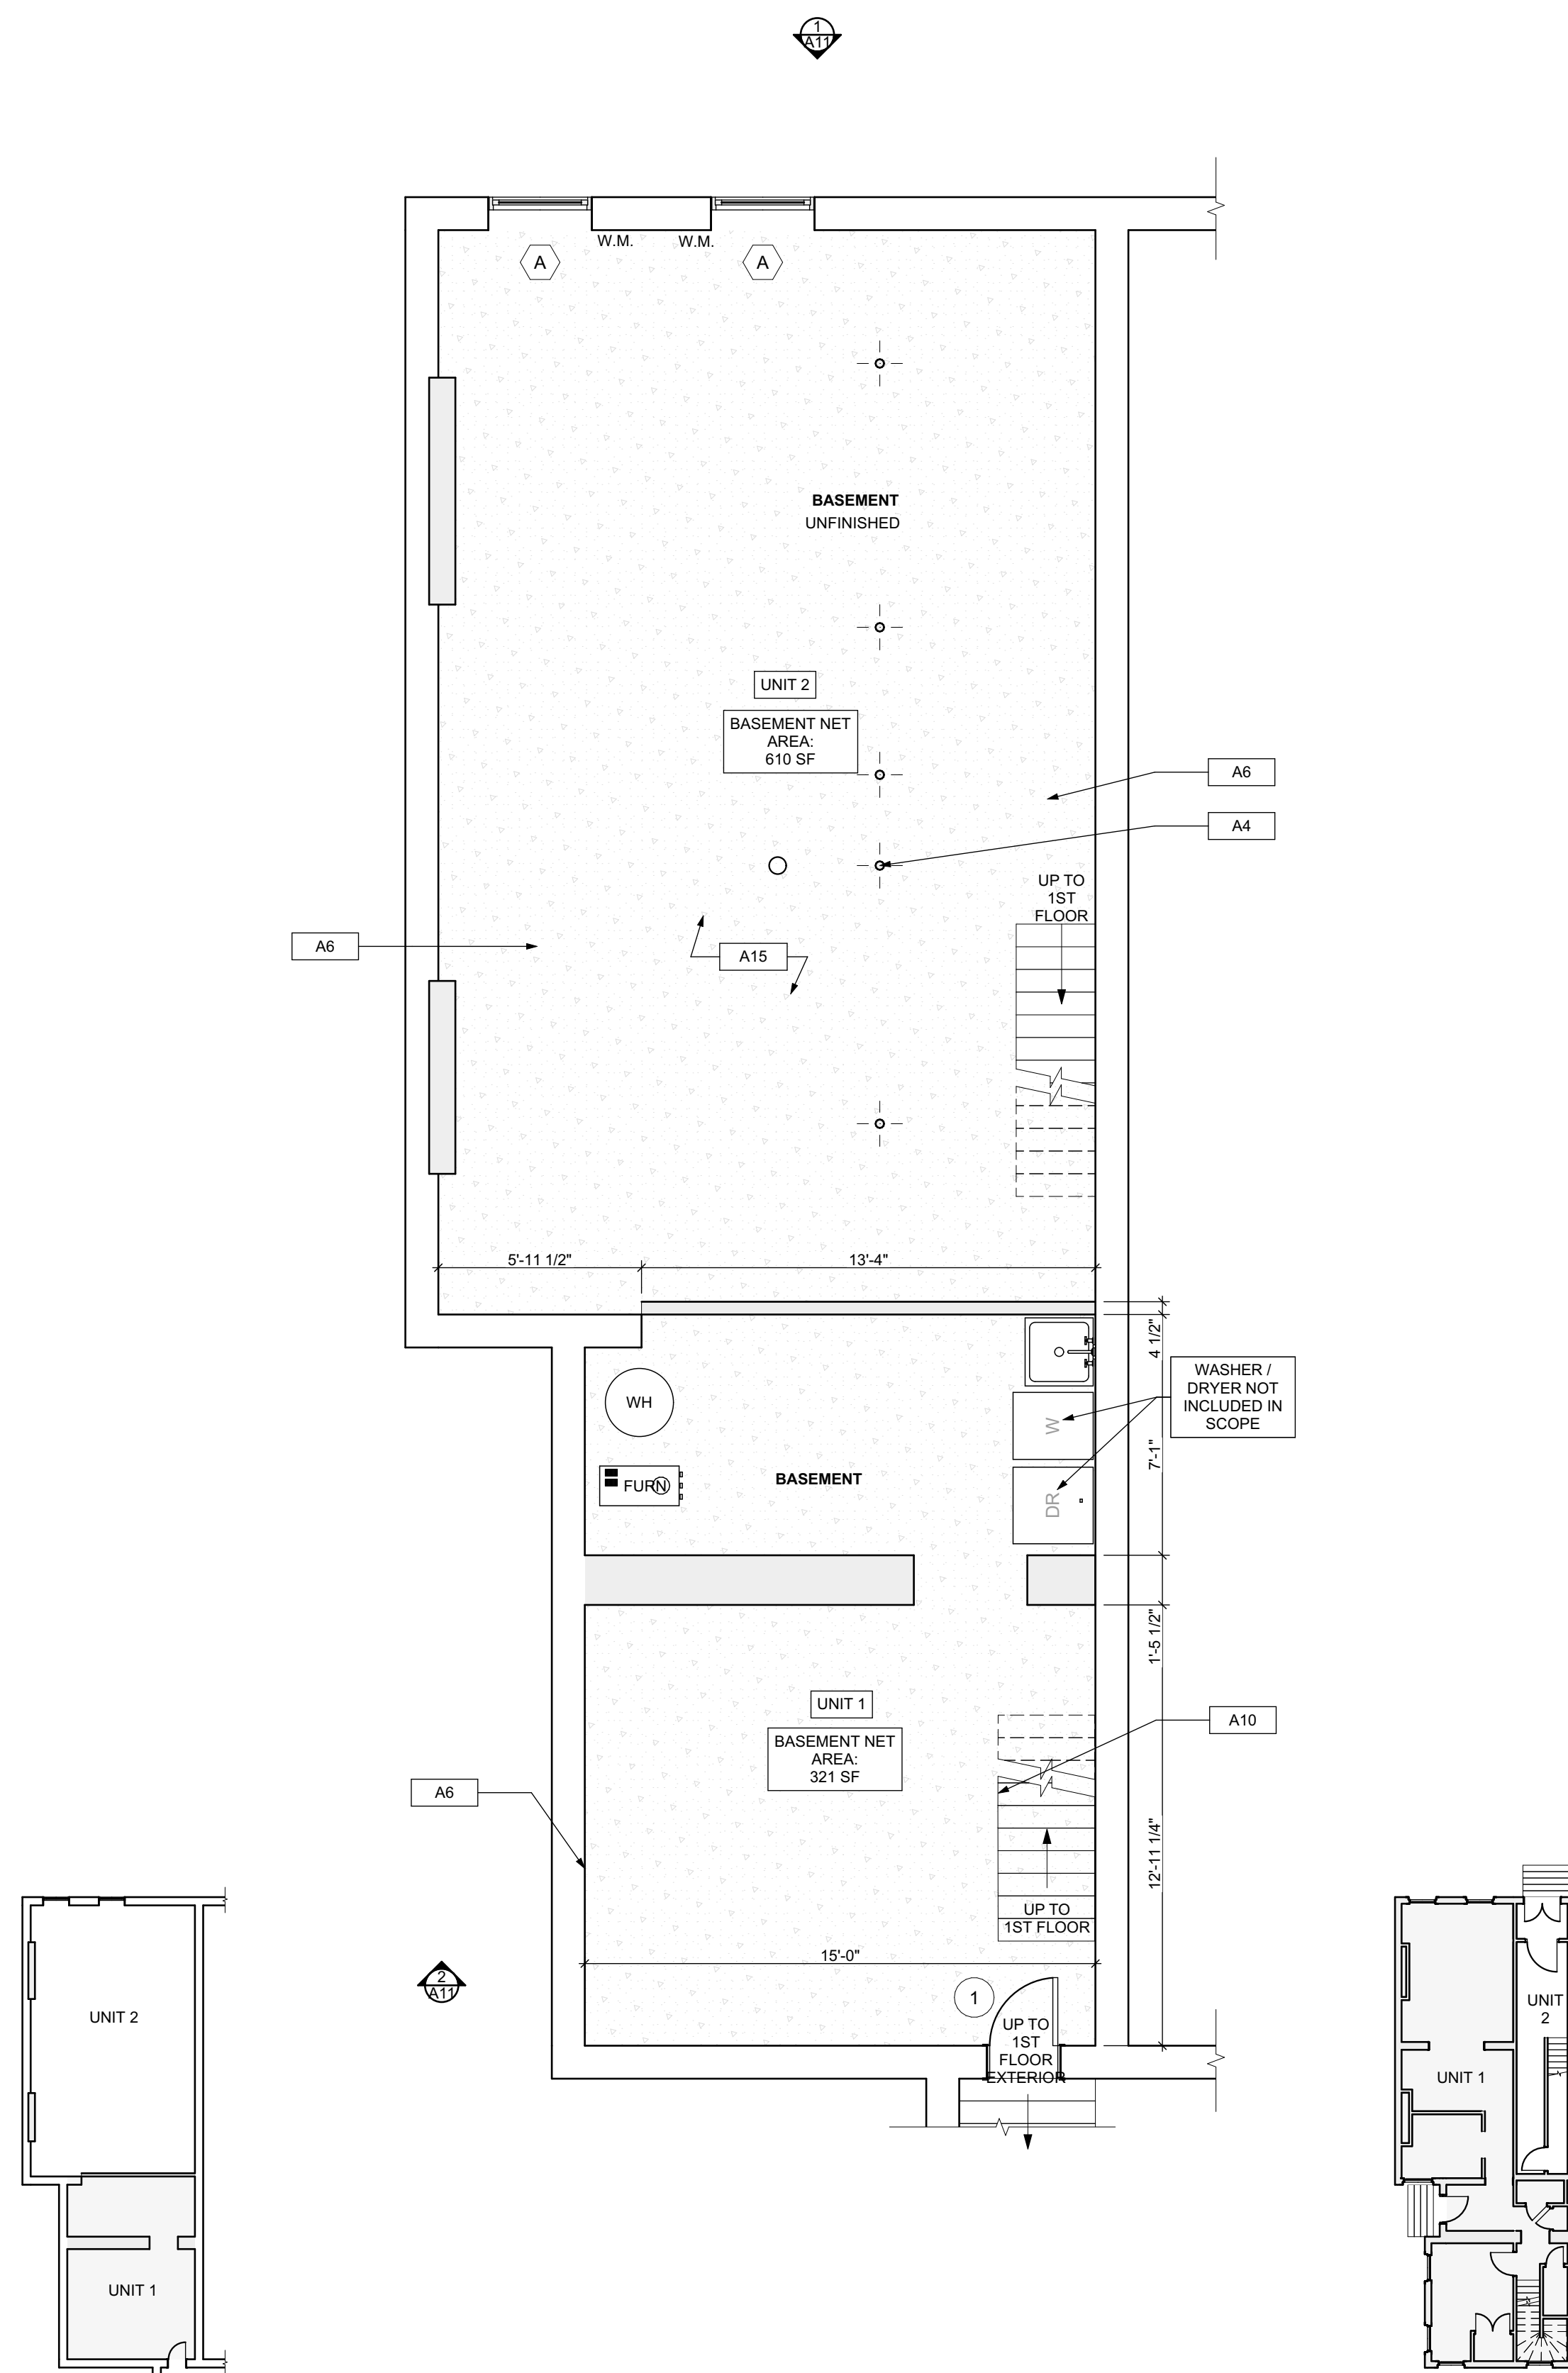 1
A11
W.M.
W.M.
A
A
BASEMENT
UNFINISHED
UNIT 2
BASEMENT NET
AREA:
610 SF
A6
A4
UP TO
1ST
FLOOR
A6
A15
5'-11 1/2"
13'-4"
4 1/2"
WASHER /
DRYER NOT
INCLUDED IN
SCOPE
WH
W
7'-1"
FURN
BASEMENT
DR
1'-5 1/2"
UNIT 1
BASEMENT NET
AREA:
321 SF
A10
A6
12'-11 1/4"
UP TO
1ST FLOOR
15'-0"
2
A11
1
UP TO
1ST
FLOOR
EXTERIOR
UNIT 2
UNIT 1
UNIT
2
UNIT 1